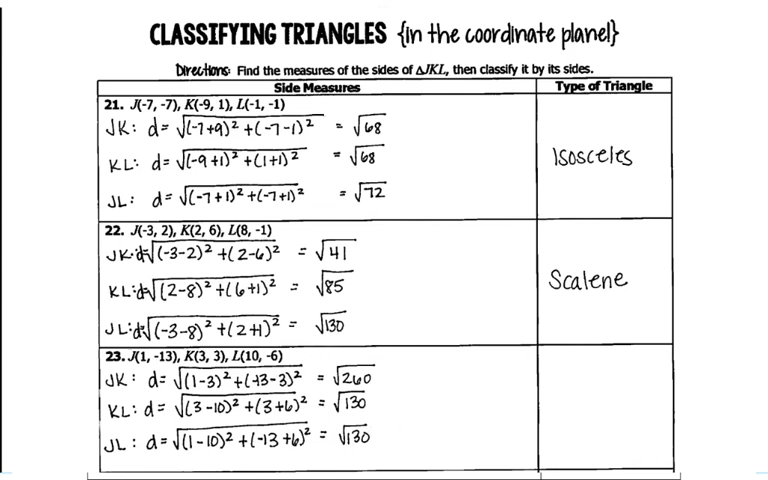 CLASSIFYING TRIANGLES {in the coordinate plane!}
Directions: Find the measures of the sides of ΔJKL, then classify it by its sides.
Side Measures Type of Triangle
21. J(-7, -7), K(-9, 1), L(-1, -1)
JK: d = √(-7+9)² + (-7-1)² = √68
KL: d = √(-9+1)² + (1+1)² = √68
Isosceles
JL: d = √(-7+1)² + (-7+1)² = √72
22. J(-3, 2), K(2, 6), L(8, -1)
JK: d=√(-3-2)² + (2-6)² = √41
KL: d=√(2-8)² + (6+1)² = √85
Scalene
JL: d=√(-3-8)² + (2+1)² = √130
23. J(1, -13), K(3, 3), L(10, -6)
JK: d = √(1-3)² + (-13-3)² = √260
KL: d = √(3-10)² + (3+6)² = √130
JL: d = √(1-10)² + (-13+6)² = √130